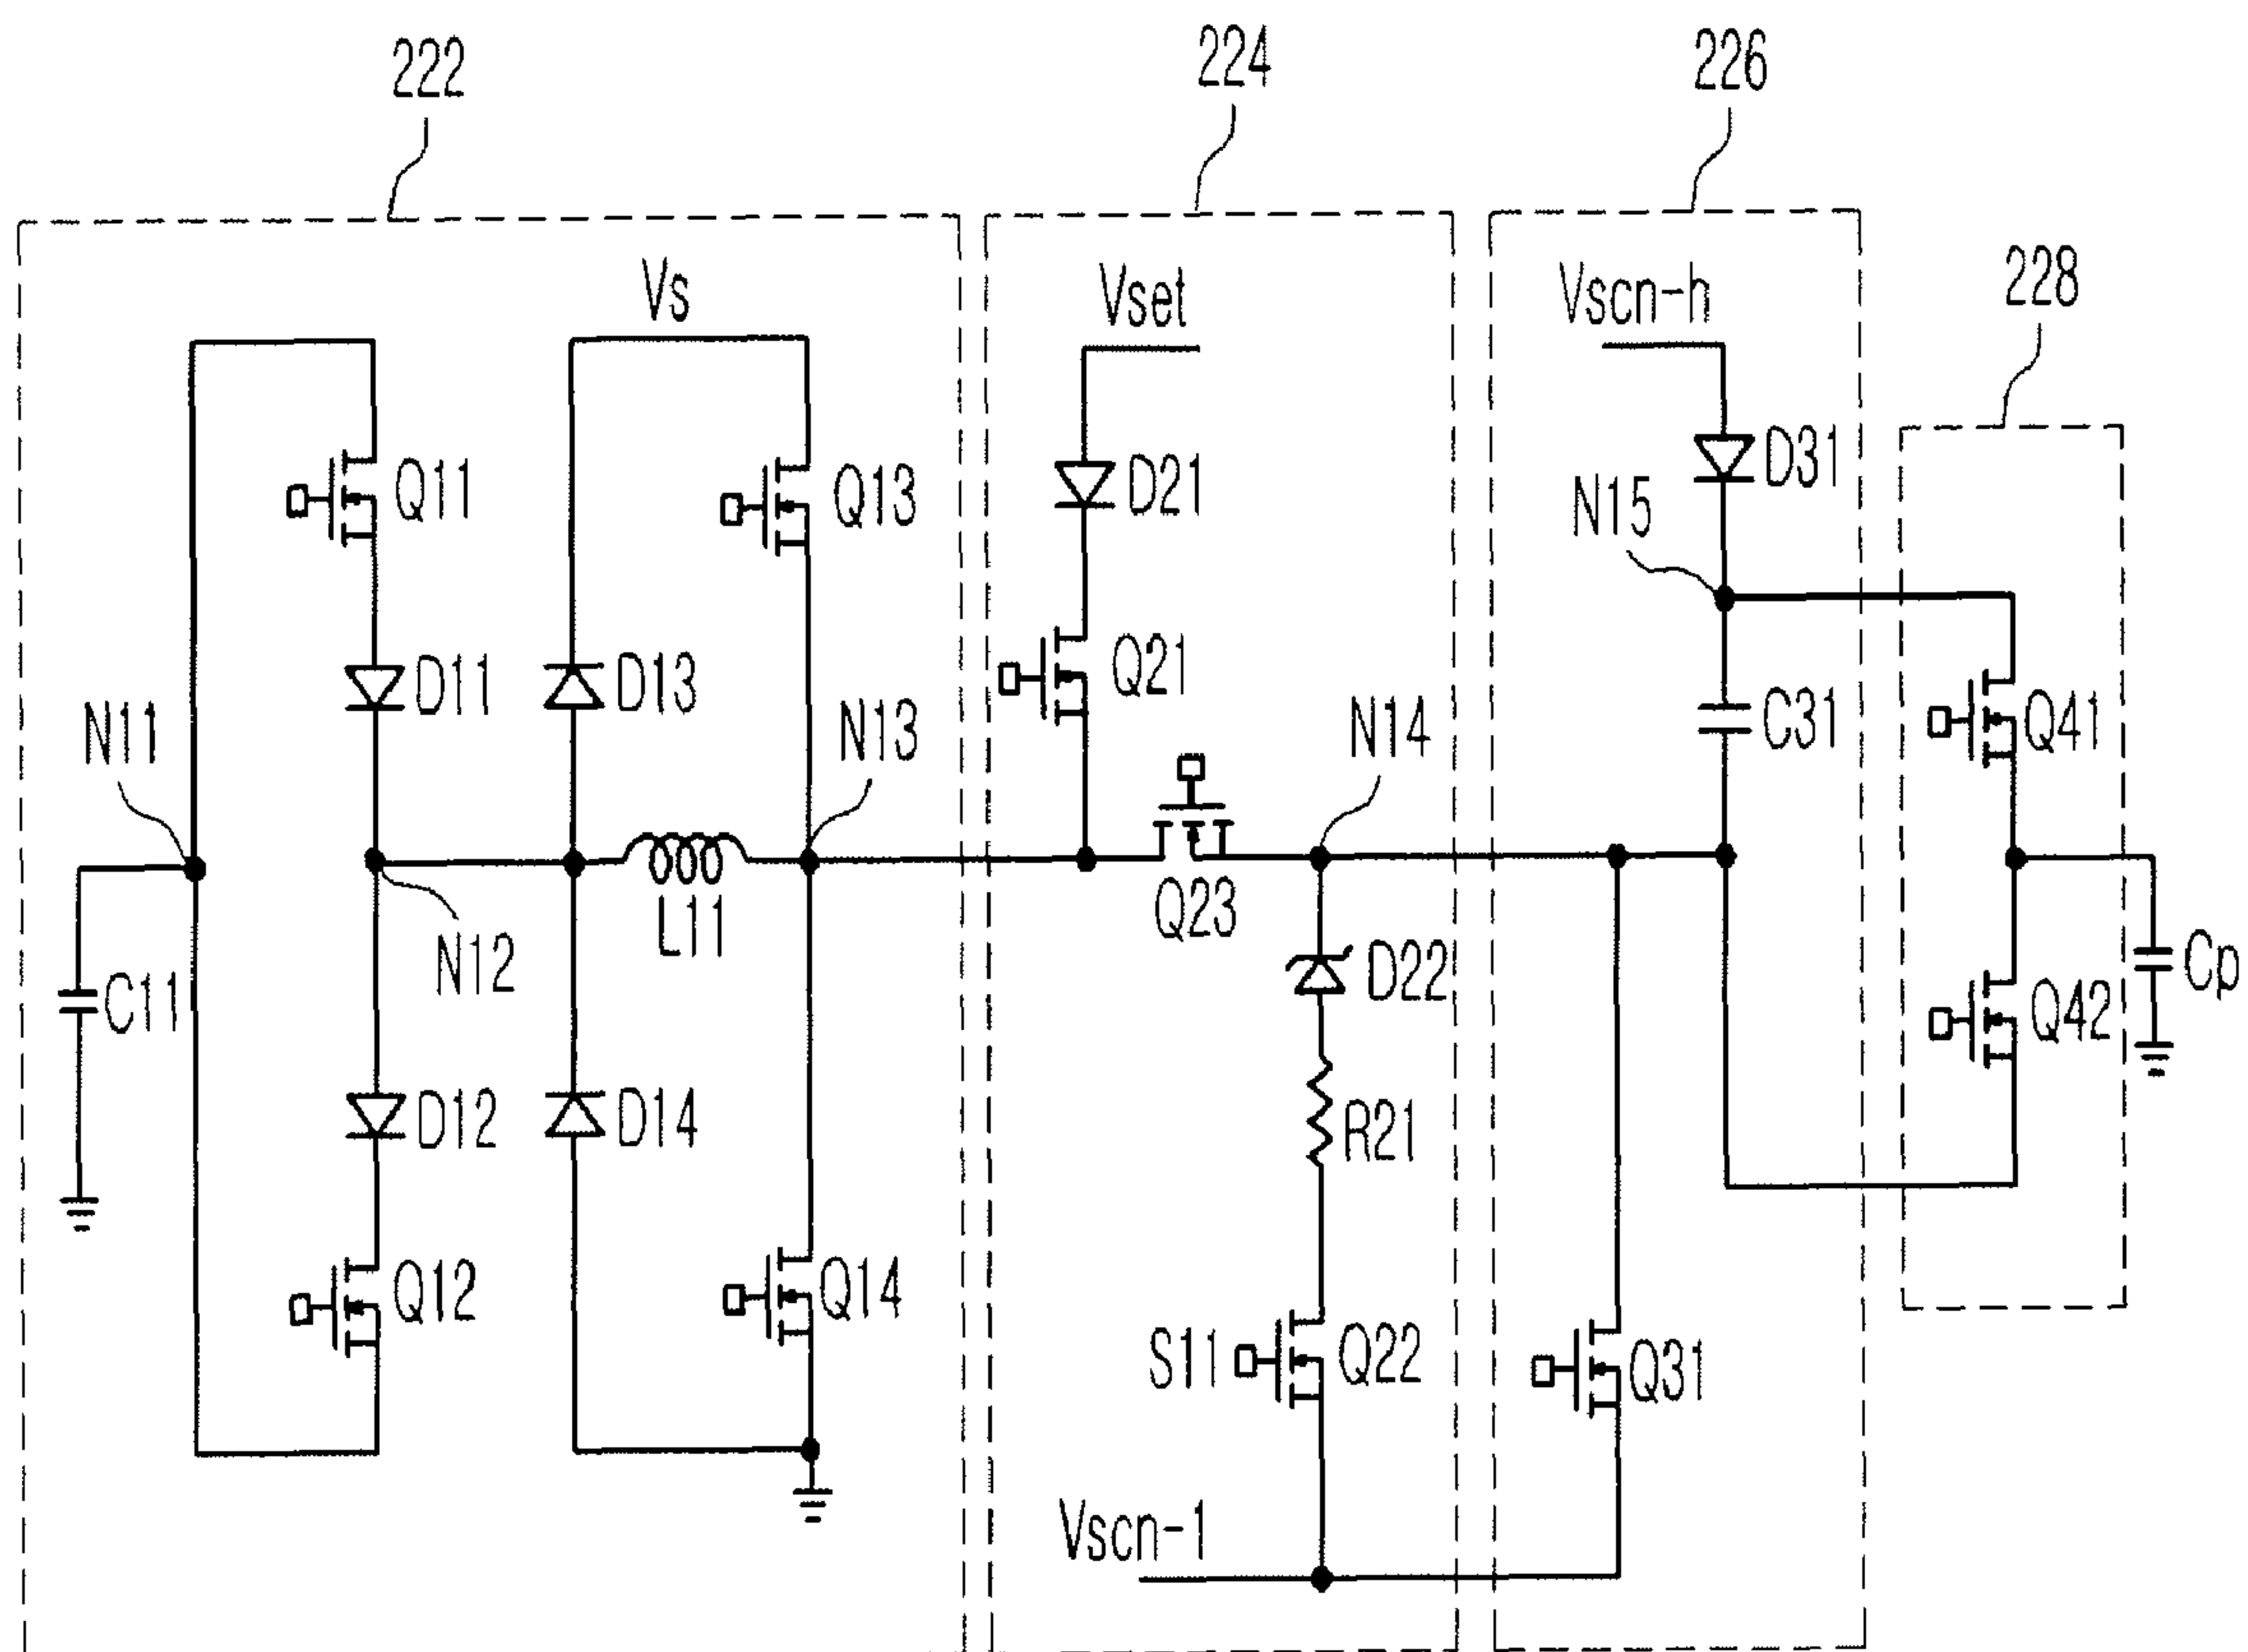 222
224
226
228
Vs
Vset
Vscn-h
Q11
Q13
D21
D31
N15
D11
D13
Q21
N11
N13
N14
C31
Q41
Q23
L11
N12
C11
D22
Cp
Q42
D12
D14
R21
Q12
Q14
S11
Q22
Q31
Vscn-1